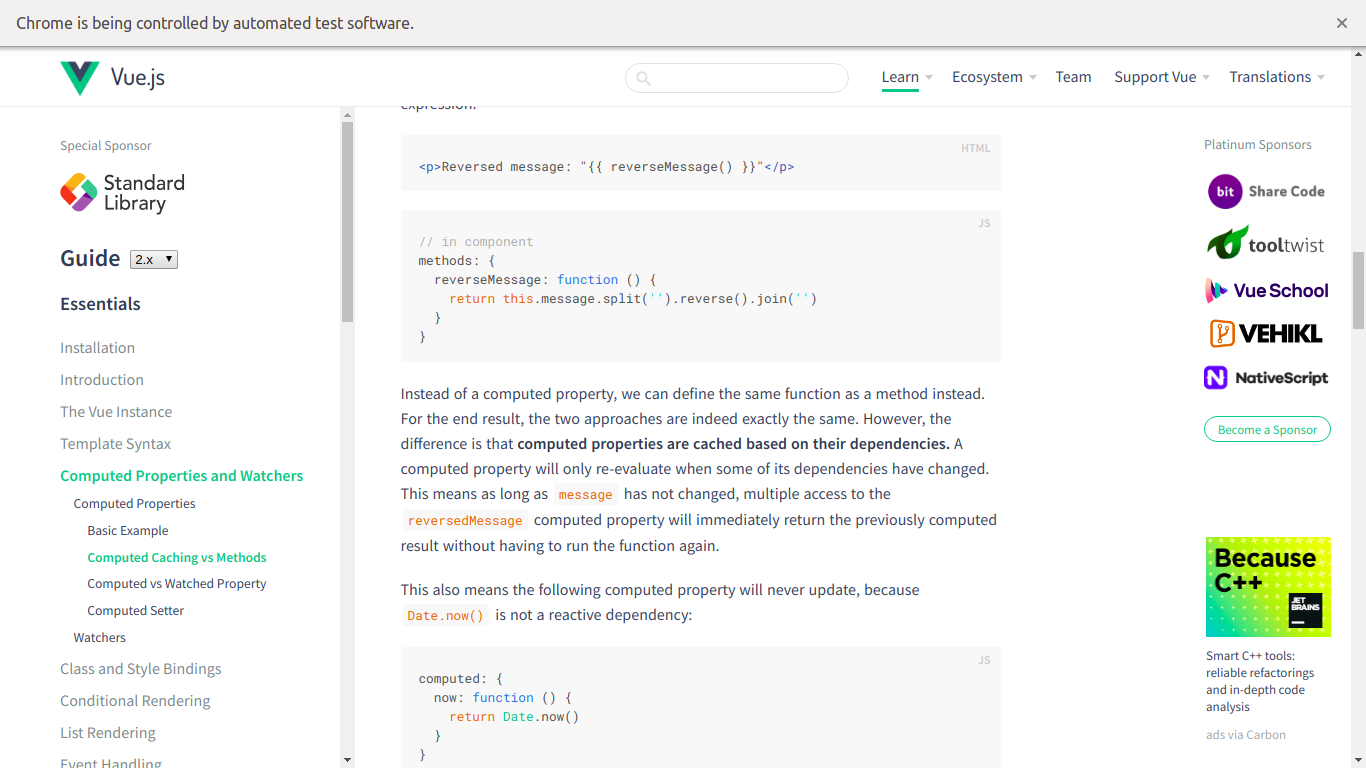 Chrome is being controlled by automated test software.
Vue.js
Learn
Ecosystem
Team
Support Vue
Translations
Special Sponsor
Standard
Library
Guide 2.x
Essentials
Installation
Introduction
The Vue Instance
Template Syntax
Computed Properties and Watchers
Computed Properties
Basic Example
Computed Caching vs Methods
Computed vs Watched Property
Computed Setter
Watchers
Class and Style Bindings
Conditional Rendering
List Rendering
Event Handling
expression:
HTML
<p>Reversed message: "{{ reverseMessage() }}"</p>
JS
// in component
methods: {
  reverseMessage: function () {
    return this.message.split('').reverse().join('')
  }
}
Instead of a computed property, we can define the same function as a method instead.
For the end result, the two approaches are indeed exactly the same. However, the
difference is that computed properties are cached based on their dependencies. A
computed property will only re-evaluate when some of its dependencies have changed.
This means as long as message has not changed, multiple access to the
reversedMessage computed property will immediately return the previously computed
result without having to run the function again.
This also means the following computed property will never update, because
Date.now() is not a reactive dependency:
JS
computed: {
  now: function () {
    return Date.now()
  }
}
Platinum Sponsors
bit Share Code
tooltwist
Vue School
VEHIKL
NativeScript
Become a Sponsor
Because
C++
JET
BRAINS
Smart C++ tools:
reliable refactorings
and in-depth code
analysis
ads via Carbon